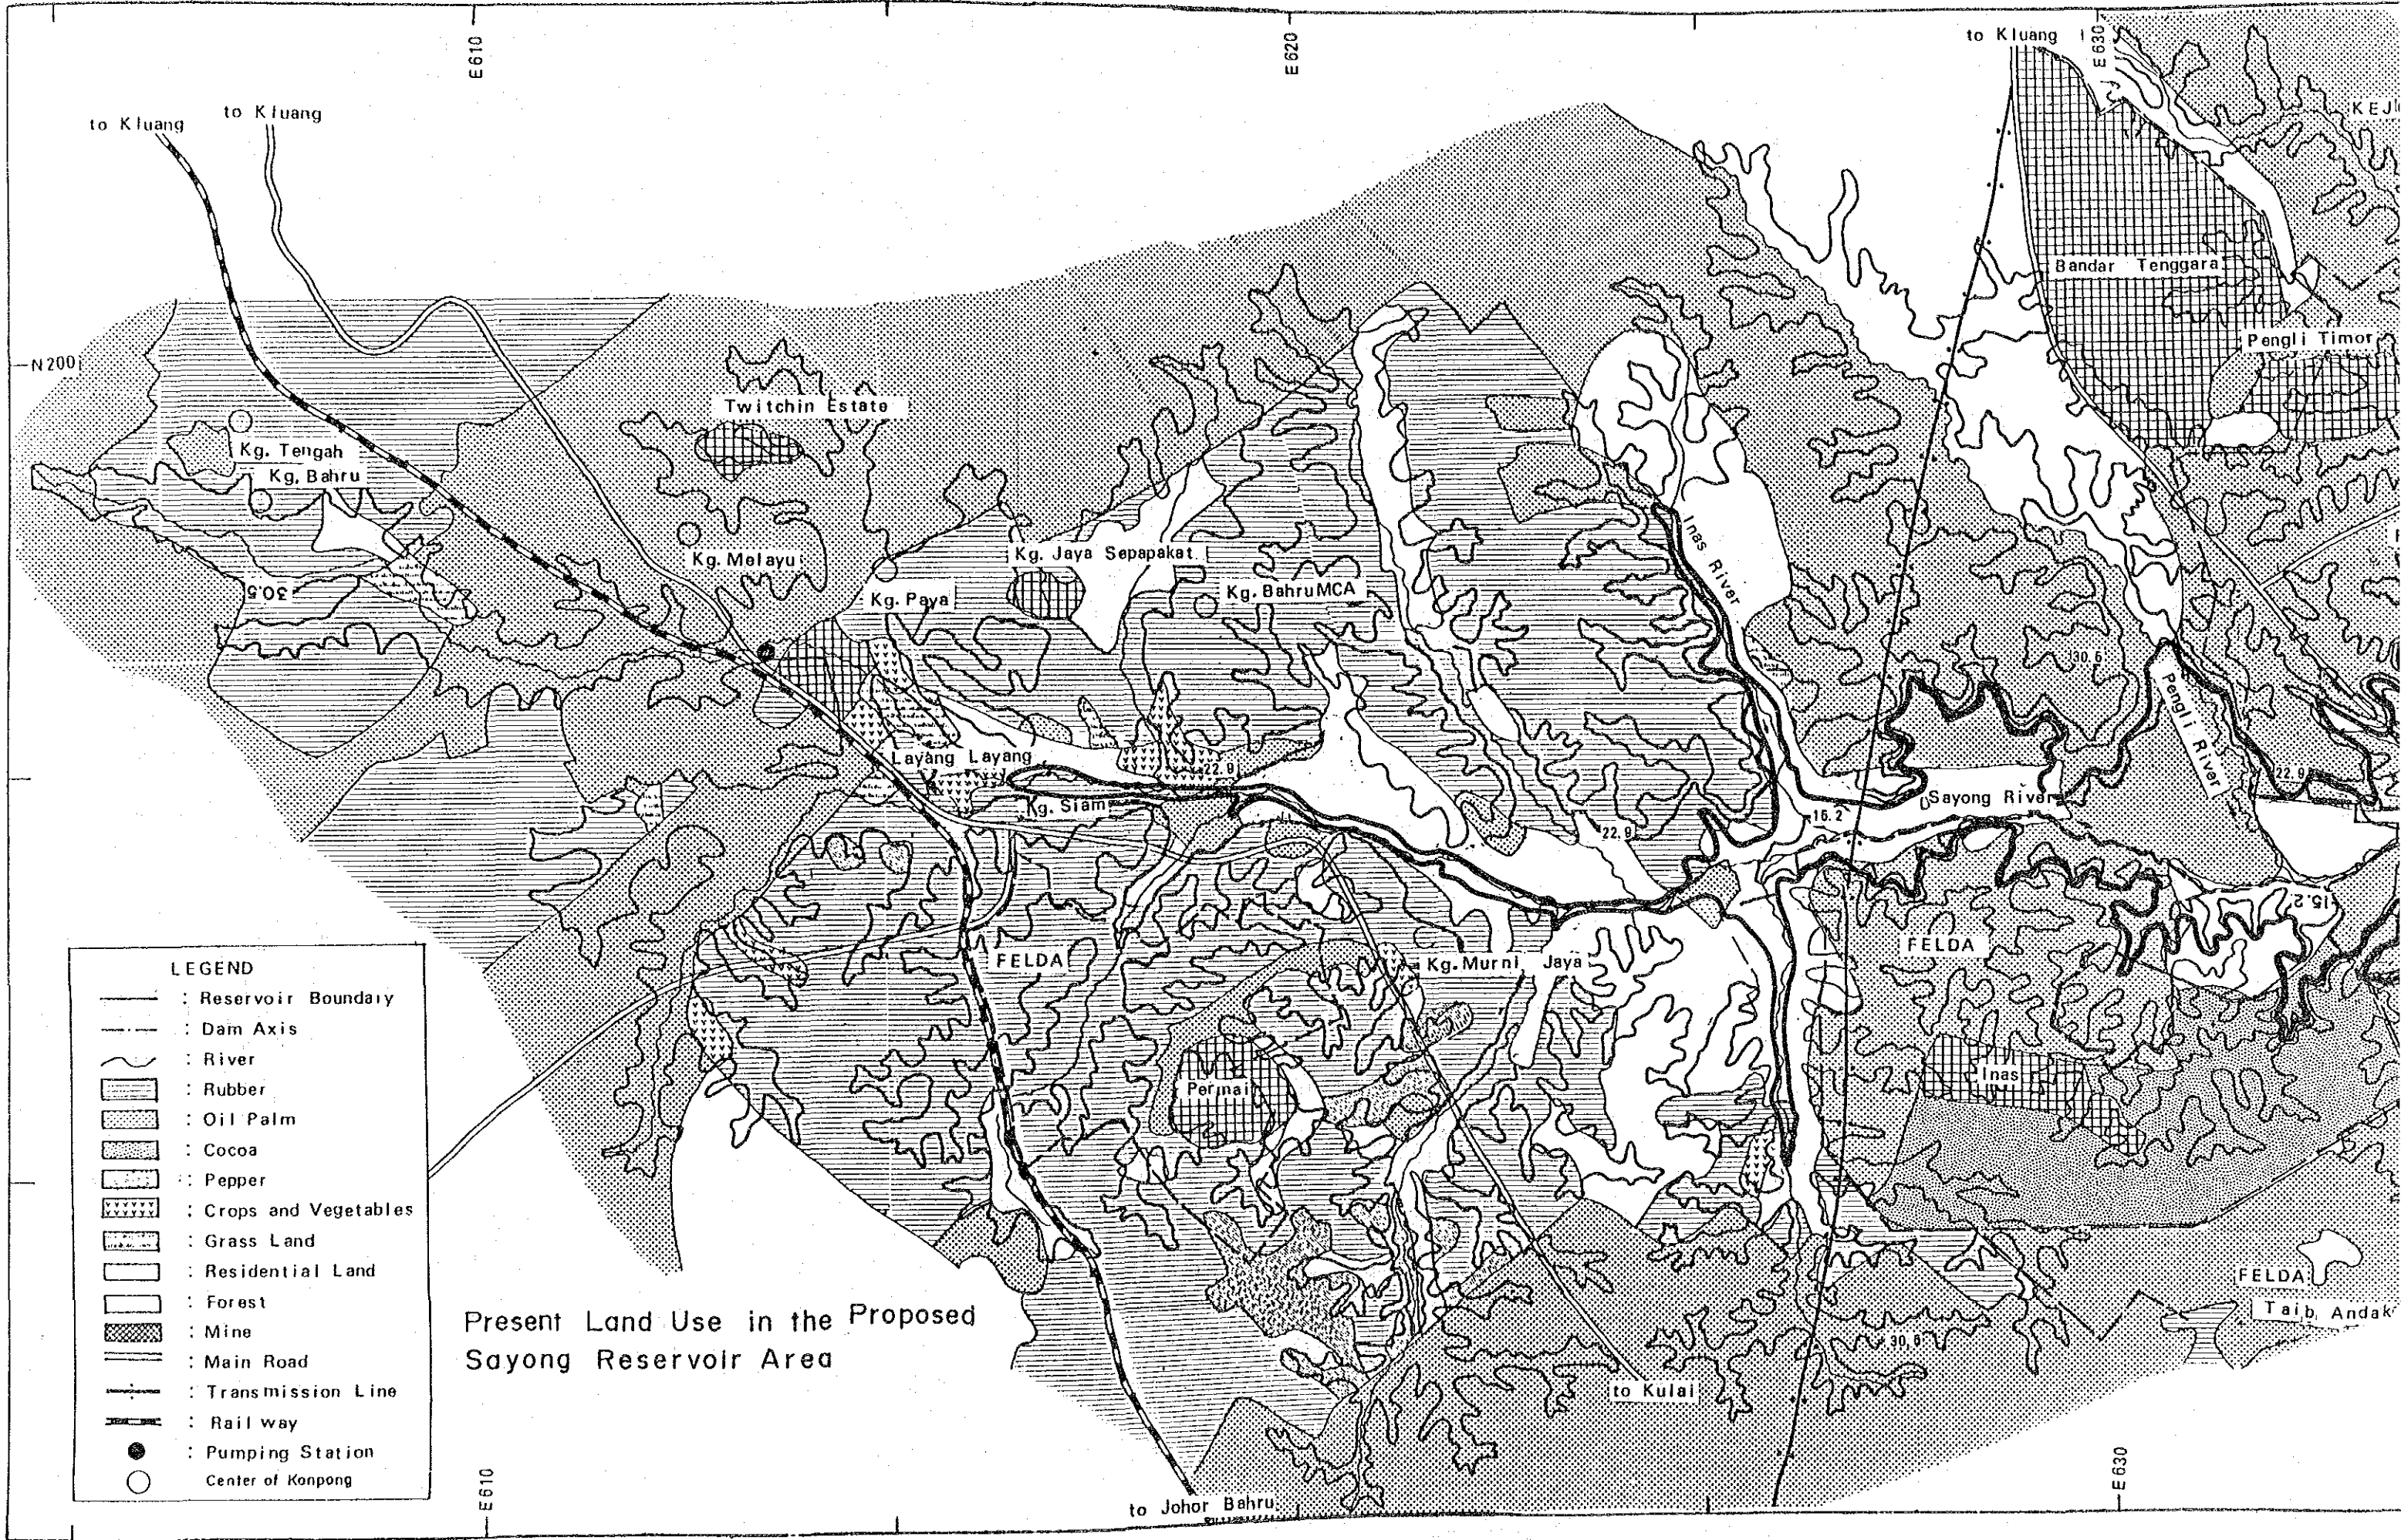 E610
E620
E630
to Kluang
to Kluang
to Kluang
Bandar Tenggara
Pengli Timor
N200
Twitchin Estate
Kg. Tengah
Kg. Bahru
Kg. Melayu
Kg. Jaya Sepapakat
Kg. Bahru MCA
Kg. Paya
30.5
Inas River
30.5
Pengli River
Layang Layang
22.9
22.9
Kg. Siam
Sayong River
16.2
22.9
15.2
FELDA
FELDA
Kg. Murni Jaya
Permai
Inas
LEGEND
: Reservoir Boundary
: Dam Axis
: River
: Rubber
: Oil Palm
: Cocoa
: Pepper
: Crops and Vegetables
: Grass Land
: Residential Land
: Forest
: Mine
: Main Road
: Transmission Line
: Rail way
: Pumping Station
Center of Konpong
Present Land Use in the Proposed
Sayong Reservoir Area
FELDA
Taib Andak
30.5
to Kulai
to Johor Bahru
E610
E630